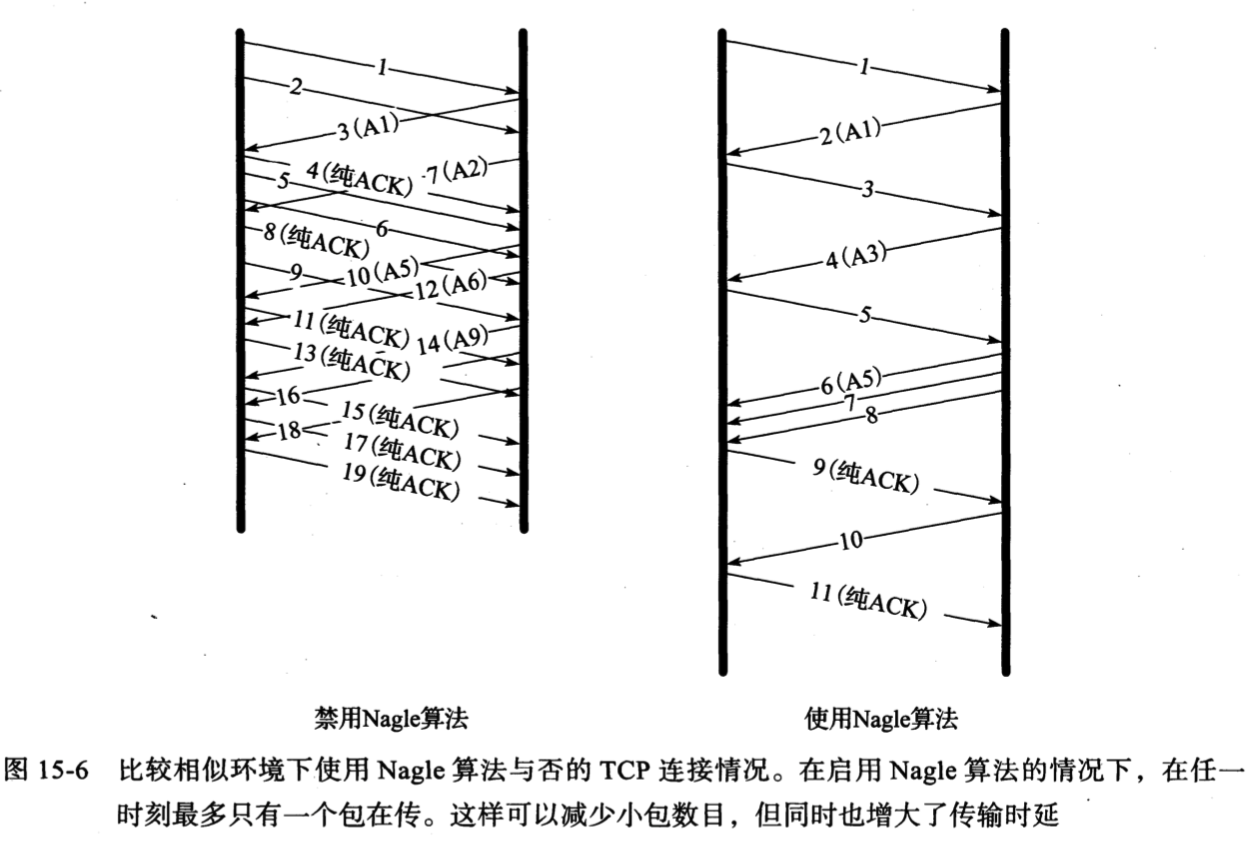 1
2
3(A1)
4(纯ACK)
7(A2)
5
6
8(纯ACK)
9
10(A5)
12(A6)
11(纯ACK)
14(A9)
13(纯ACK)
16
15(纯ACK)
18
17(纯ACK)
19(纯ACK)
禁用Nagle算法
1
2(A1)
3
4(A3)
5
6(A5)
7
8
9(纯ACK)
10
11(纯ACK)
使用Nagle算法
图 15-6 比较相似环境下使用 Nagle 算法与否的 TCP 连接情况。在启用 Nagle 算法的情况下，在任一
时刻最多只有一个包在传。这样可以减少小包数目，但同时也增大了传输时延